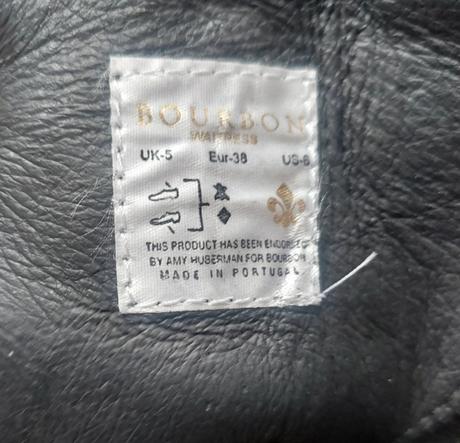 BOURBON
WAITRESS
UK-5 Eur-38 US-8
THIS PRODUCT HAS BEEN ENDORSED
BY AMY HUBERMAN FOR BOURBON
MADE IN PORTUGAL